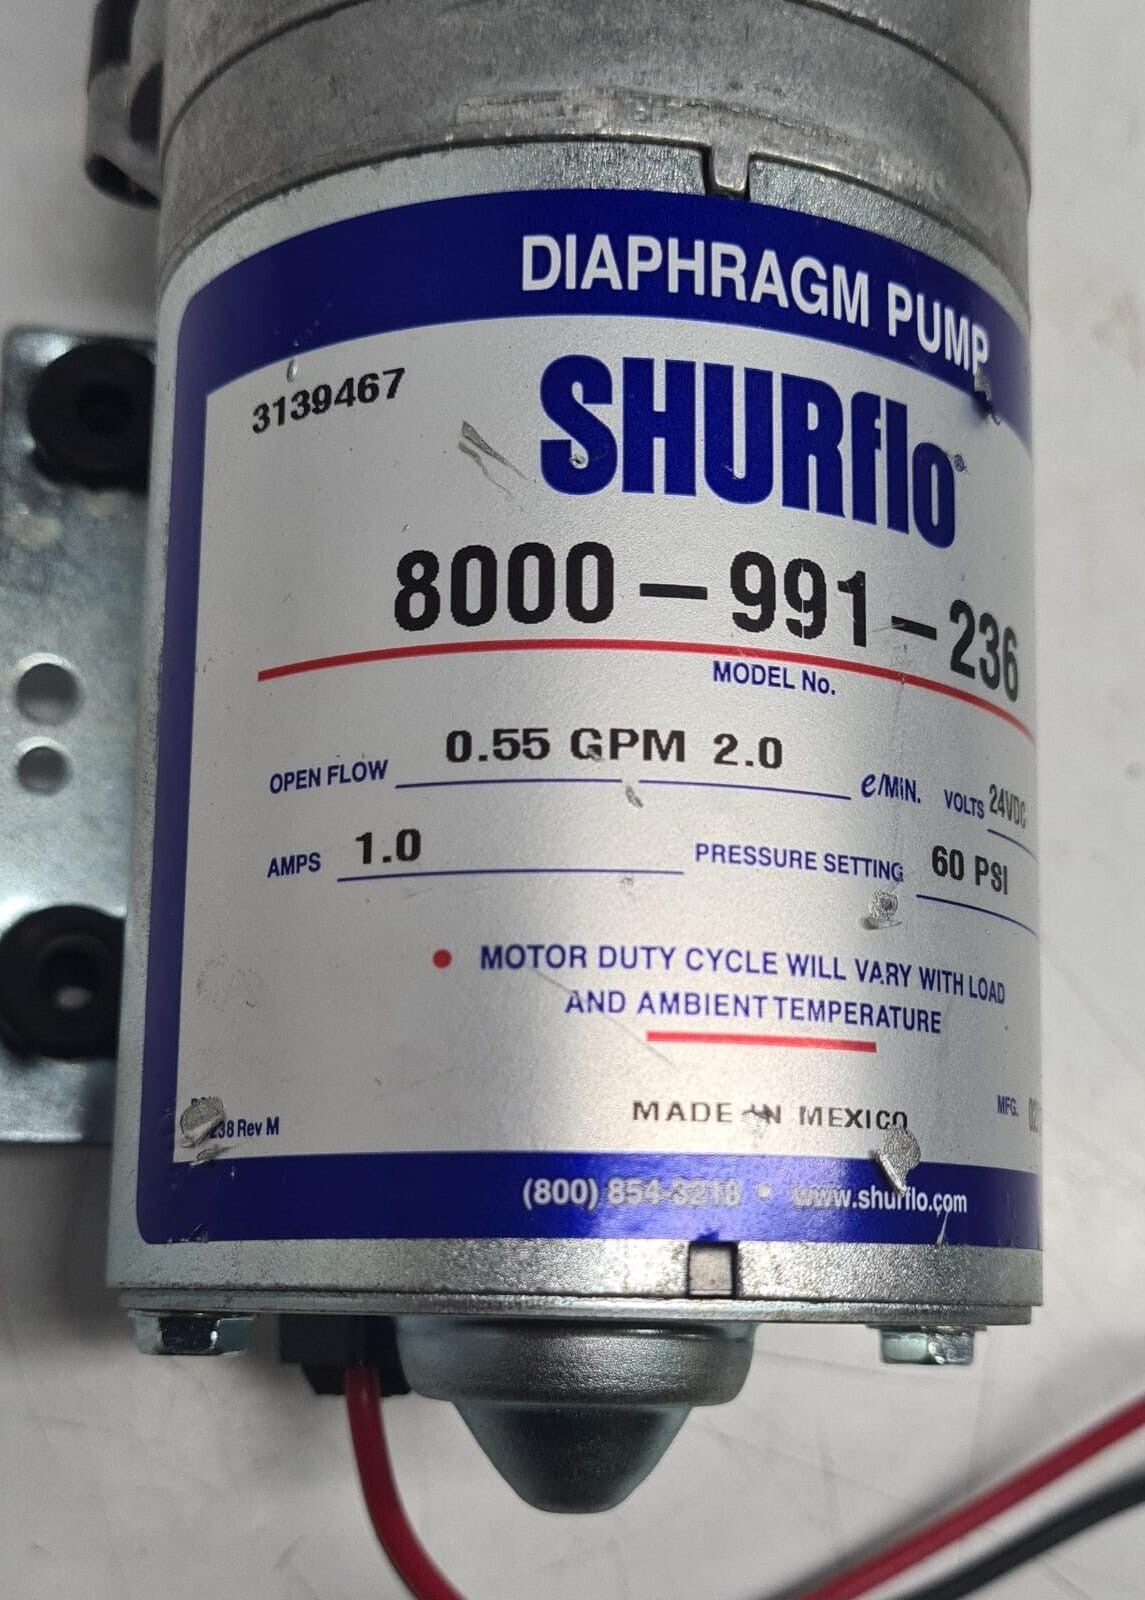 DIAPHRAGM PUMP
3139467
SHURflo®
8000-991-236
MODEL No.
OPEN FLOW 0.55 GPM 2.0 ℓ/MIN. VOLTS 24VDC
AMPS 1.0 PRESSURE SETTING 60 PSI
• MOTOR DUTY CYCLE WILL VARY WITH LOAD
AND AMBIENT TEMPERATURE
MADE IN MEXICO MFG.
238 Rev M
(800) 854-3218 • www.shurflo.com